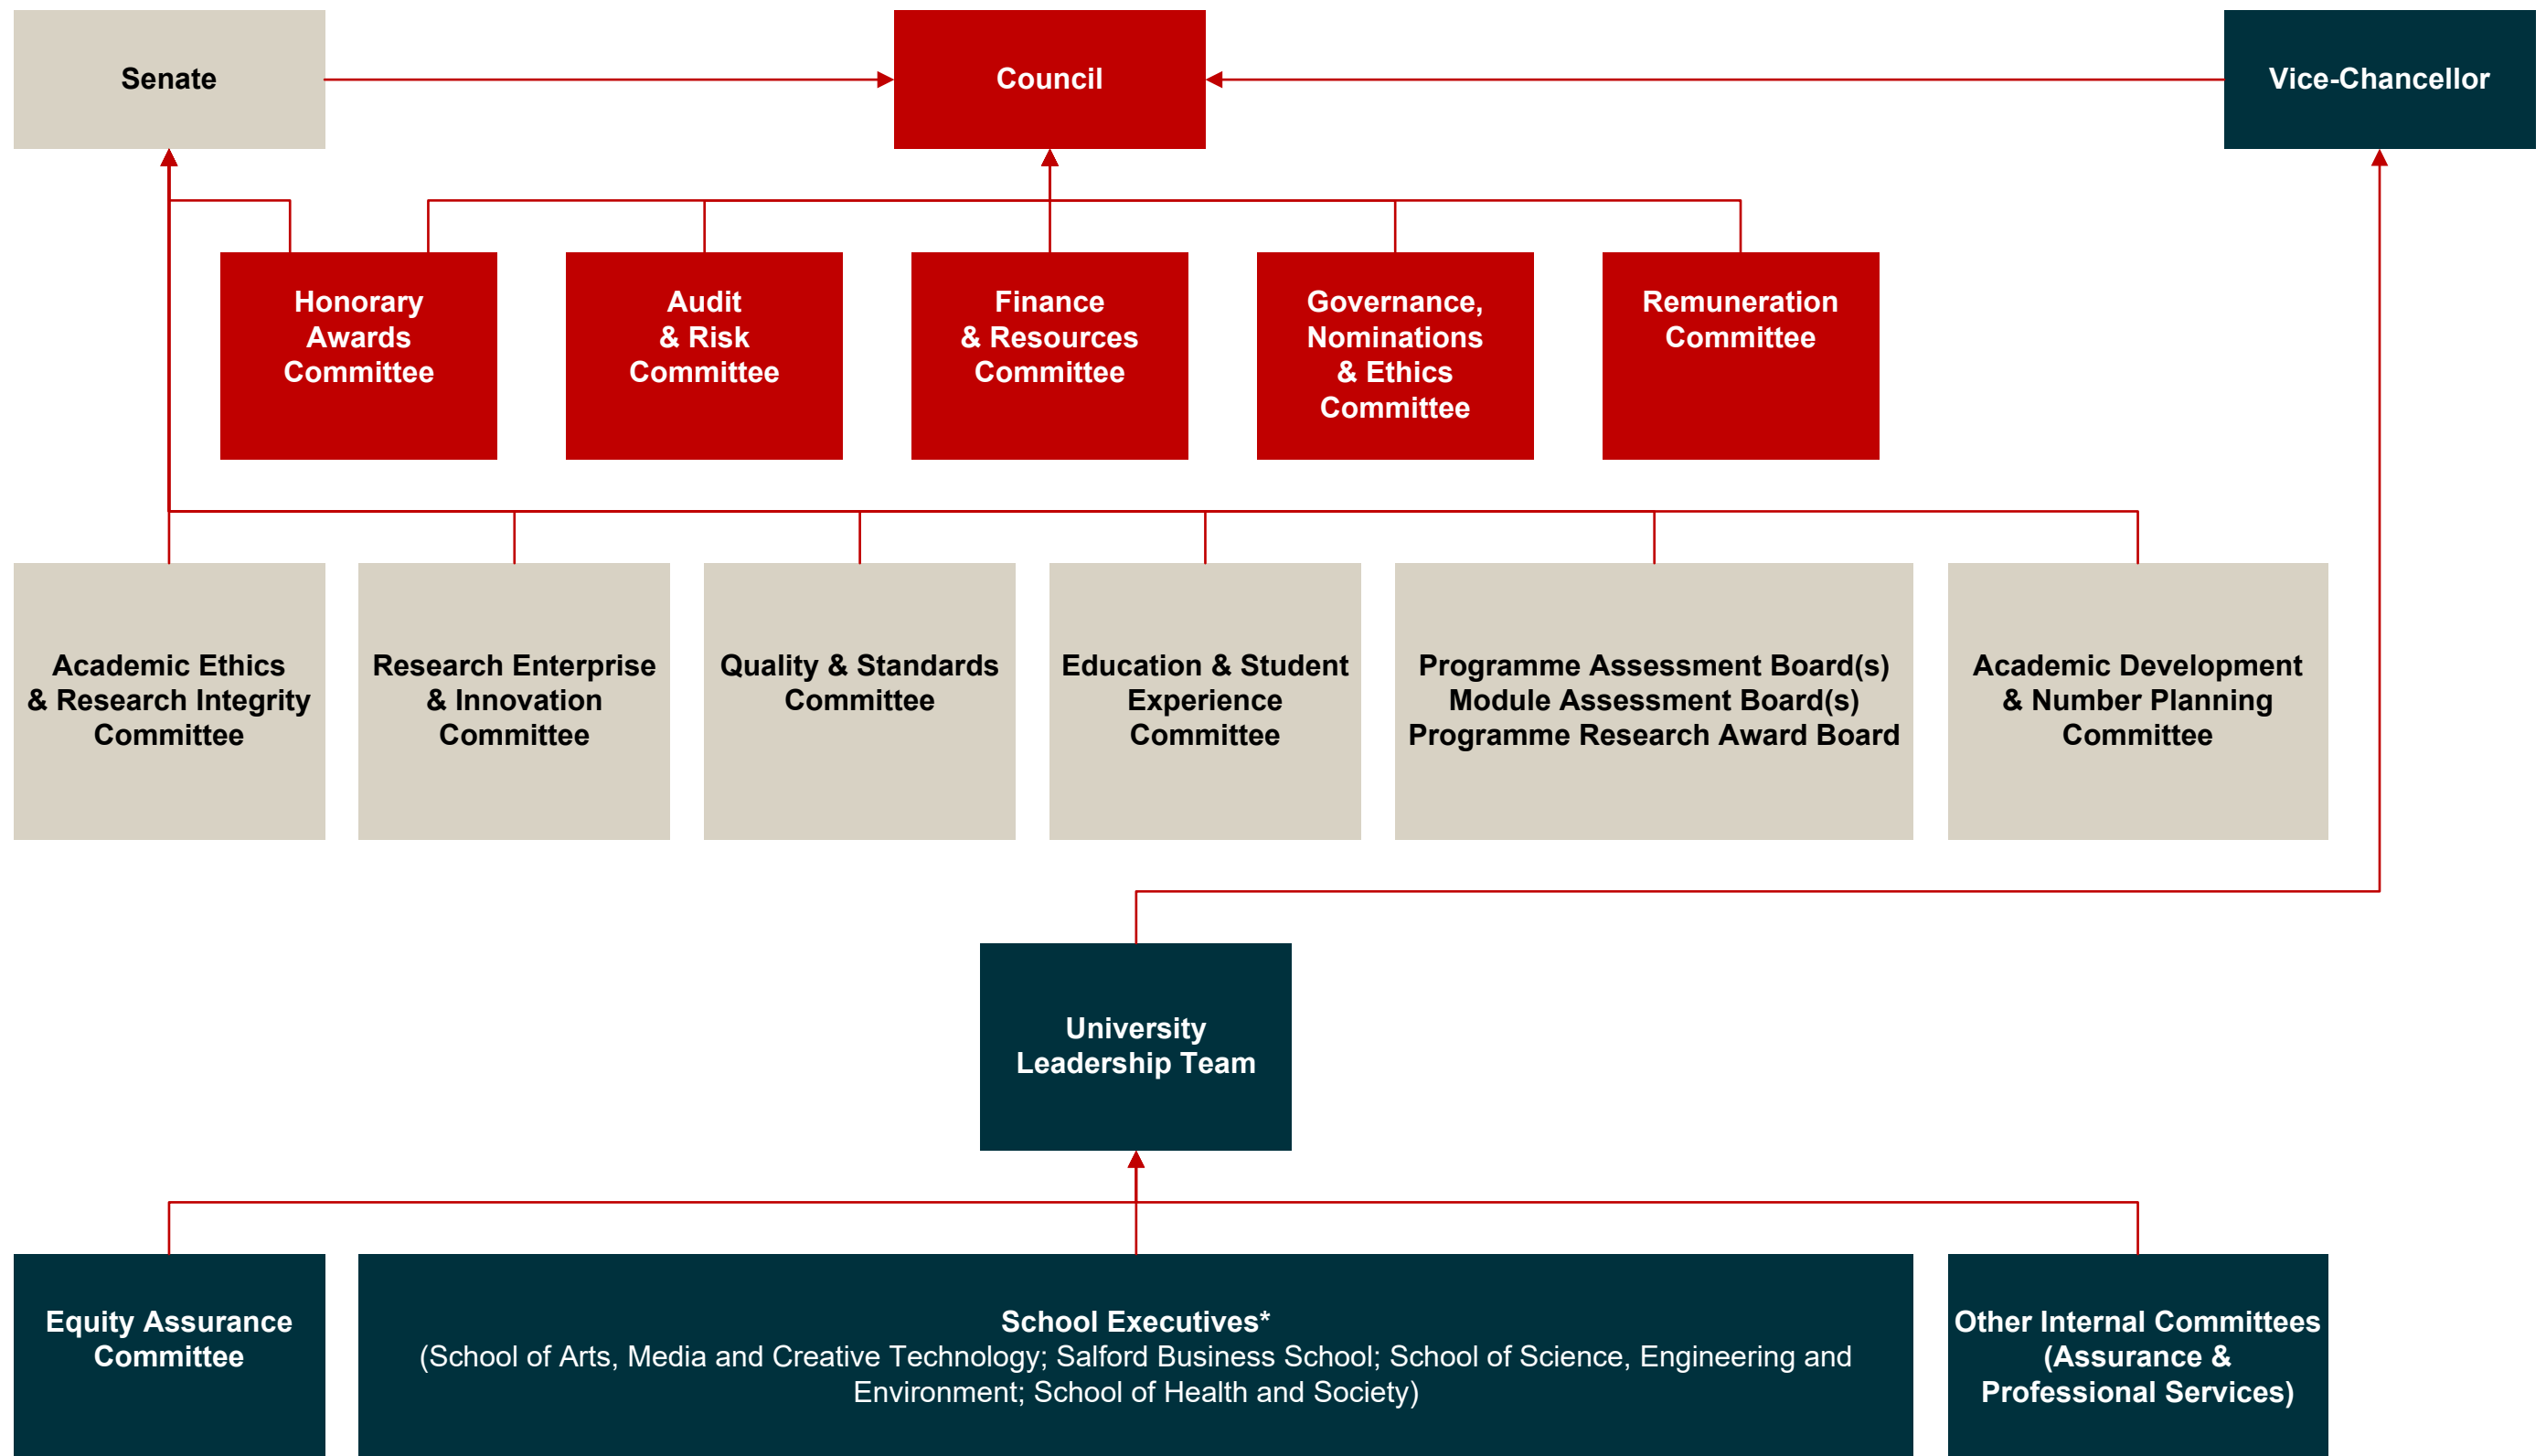 Senate
Council
Vice-Chancellor
Honorary
Awards
Committee
Audit
& Risk
Committee
Finance
& Resources
Committee
Governance,
Nominations
& Ethics
Committee
Remuneration
Committee
Academic Ethics
& Research Integrity
Committee
Research Enterprise
& Innovation
Committee
Quality & Standards
Committee
Education & Student
Experience
Committee
Programme Assessment Board(s)
Module Assessment Board(s)
Programme Research Award Board
Academic Development
& Number Planning
Committee
University
Leadership Team
Equity Assurance
Committee
School Executives*
(School of Arts, Media and Creative Technology; Salford Business School; School of Science, Engineering and
Environment; School of Health and Society)
Other Internal Committees
(Assurance &
Professional Services)